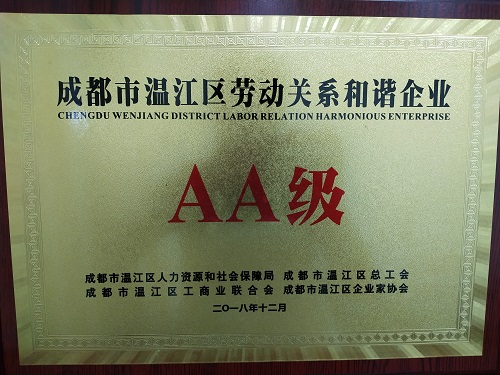 成都市温江区劳动关系和谐企业
CHENGDU WENJIANG DISTRICT LABOR RELATION HARMONIOUS ENTERPRISE
AA级
成都市温江区人力资源和社会保障局 成都市温江区总工会
成都市温江区工商业联合会 成都市温江区企业家协会
二〇一八年十二月